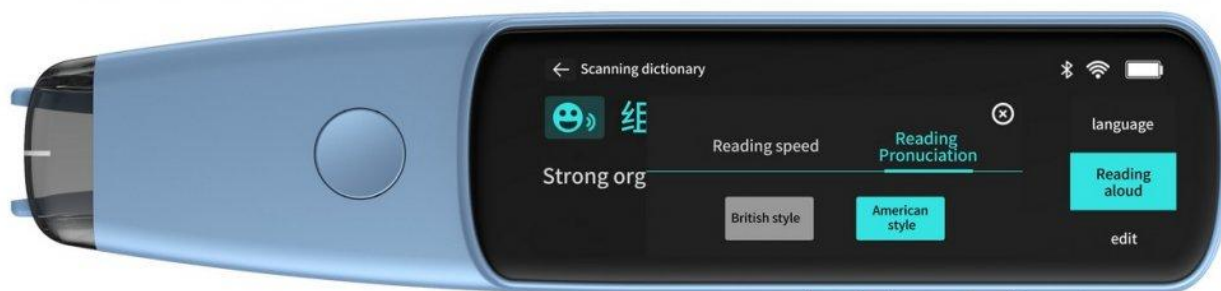 ← Scanning dictionary
组
Strong org
Reading speed
Reading
Pronuciation
British style
American
style
language
Reading
aloud
edit